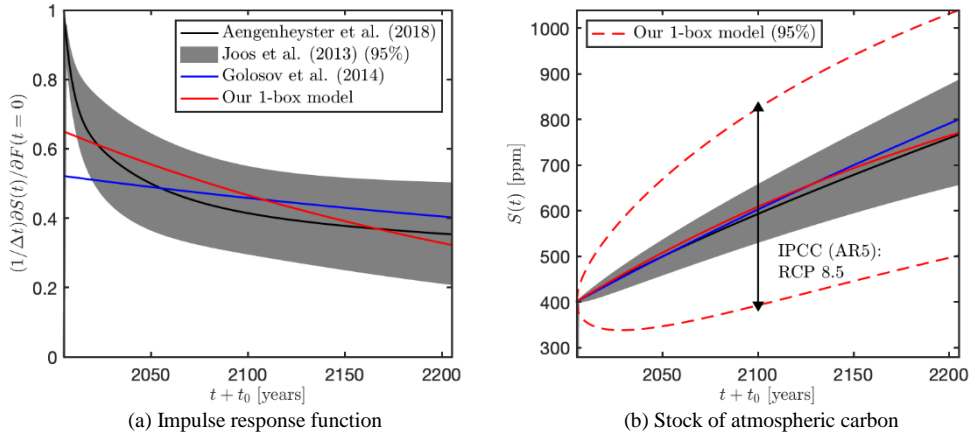 1
0.8
0.6
0.4
0.2
0
(1/Δt)∂S(t)/∂F(t = 0)
Aengenheyster et al. (2018)
Joos et al. (2013) (95%)
Golosov et al. (2014)
Our 1-box model
2050
2100
2150
2200
t + t₀ [years]
(a) Impulse response function
1000
900
800
700
600
500
400
300
S(t) [ppm]
Our 1-box model (95%)
IPCC (AR5):
RCP 8.5
2050
2100
2150
2200
t + t₀ [years]
(b) Stock of atmospheric carbon